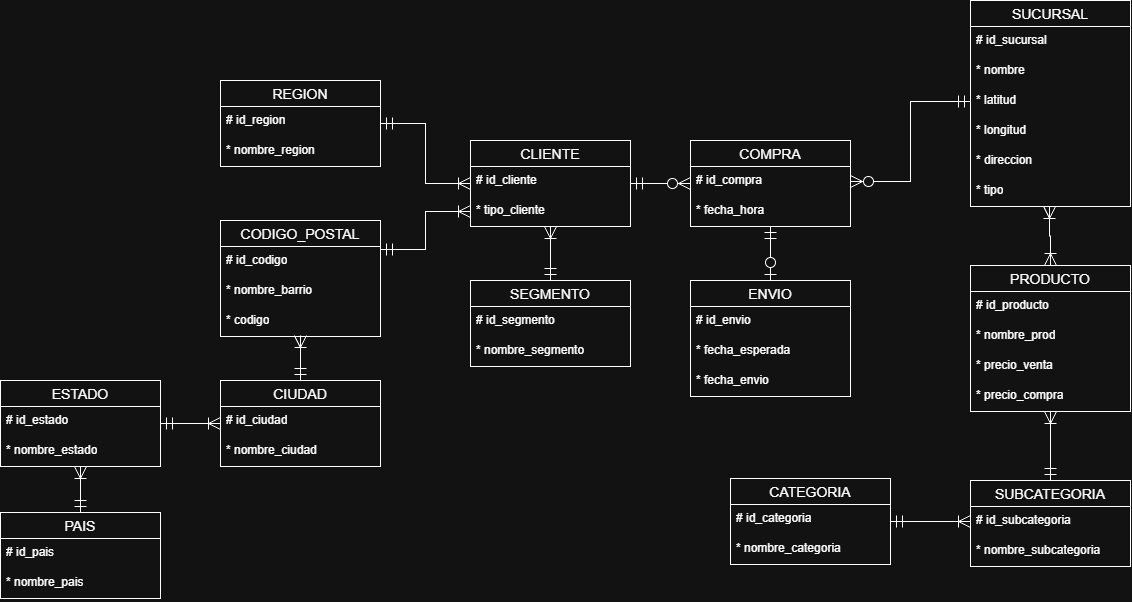 SUCURSAL
# id_sucursal
* nombre
* latitud
* longitud
* direccion
* tipo
REGION
# id_region
* nombre_region
CLIENTE
# id_cliente
* tipo_cliente
COMPRA
# id_compra
* fecha_hora
CODIGO_POSTAL
# id_codigo
* nombre_barrio
* codigo
SEGMENTO
# id_segmento
* nombre_segmento
ENVIO
# id_envio
* fecha_esperada
* fecha_envio
PRODUCTO
# id_producto
* nombre_prod
* precio_venta
* precio_compra
ESTADO
# id_estado
* nombre_estado
CIUDAD
# id_ciudad
* nombre_ciudad
PAIS
# id_pais
* nombre_pais
CATEGORIA
# id_categoria
* nombre_categoria
SUBCATEGORIA
# id_subcategoria
* nombre_subcategoria